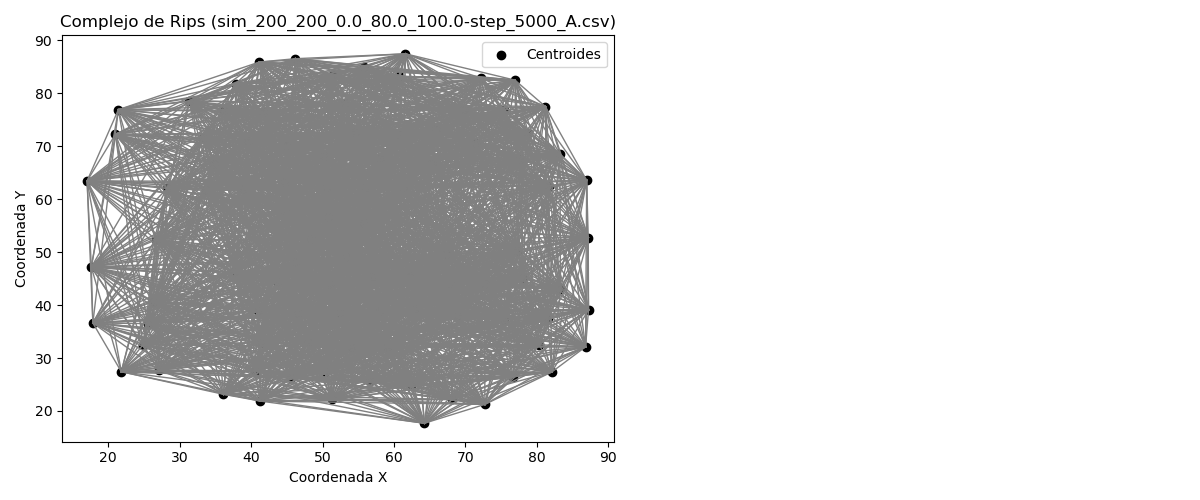 Complejo de Rips (sim_200_200_0.0_80.0_100.0-step_5000_A.csv)
Centroides
90
80
70
60
50
40
30
20
Coordenada Y
20 30 40 50 60 70 80 90
Coordenada X